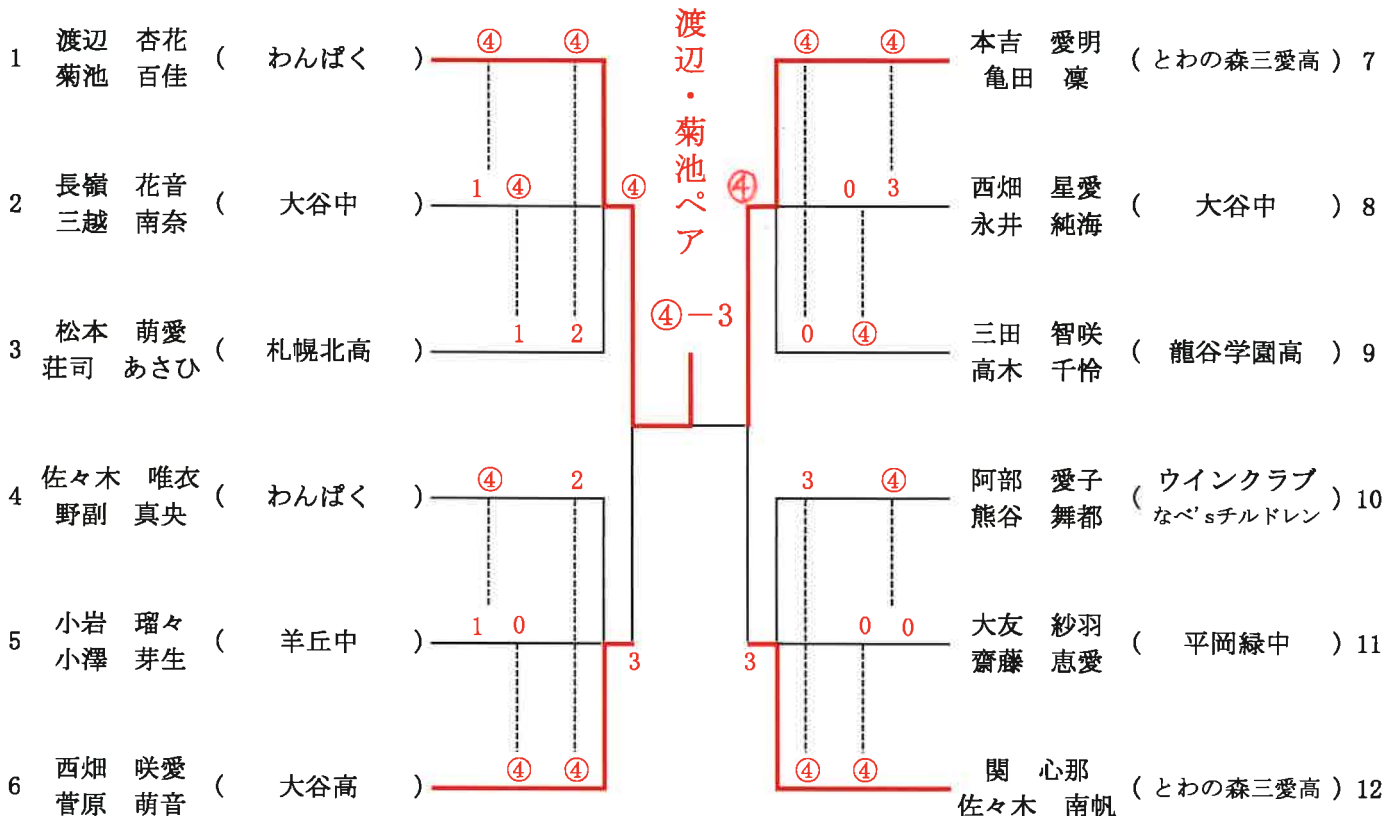 渡辺・菊池ペア
④－3
1 渡辺 杏花 菊池 百佳 ( わんぱく ) ④ ④
2 長嶺 花音 三越 南奈 ( 大谷中 ) 1 ④ ④
3 松本 萌愛 荘司 あさひ ( 札幌北高 ) 1 2
4 佐々木 唯衣 野副 真央 ( わんぱく ) ④ 2
5 小岩 瑠々 小澤 芽生 ( 羊丘中 ) 1 0 3
6 西畑 咲愛 菅原 萌音 ( 大谷高 ) ④ ④
④ ④ 本吉 愛明 亀田 凜 ( とわの森三愛高 ) 7
④ 0 3 西畑 星愛 永井 純海 ( 大谷中 ) 8
0 ④ 三田 智咲 高木 千怜 ( 龍谷学園高 ) 9
3 ④ 阿部 愛子 熊谷 舞都 ( ウインクラブ なべ'sチルドレン ) 10
3 0 0 大友 紗羽 齋藤 恵愛 ( 平岡緑中 ) 11
④ ④ 関 心那 佐々木 南帆 ( とわの森三愛高 ) 12